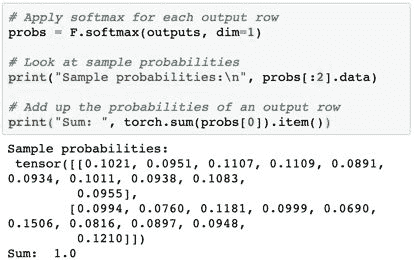 # Apply softmax for each output row
probs = F.softmax(outputs, dim=1)
# Look at sample probabilities
print("Sample probabilities:\n", probs[:2].data)
# Add up the probabilities of an output row
print("Sum: ", torch.sum(probs[0]).item())
Sample probabilities:
tensor([[0.1021, 0.0951, 0.1107, 0.1109, 0.0891,
0.0934, 0.1011, 0.0938, 0.1083,
0.0955],
[0.0994, 0.0760, 0.1181, 0.0999, 0.0690,
0.1506, 0.0816, 0.0897, 0.0948,
0.1210]])
Sum: 1.0